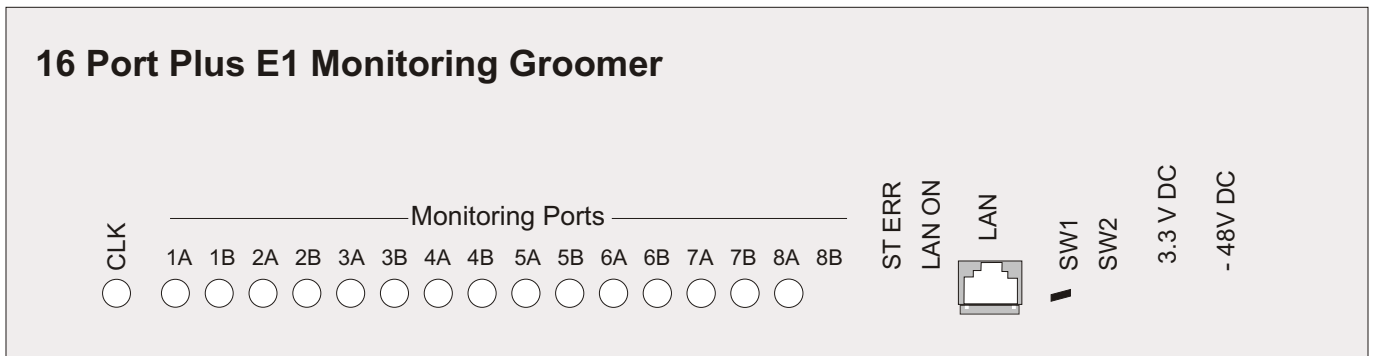 16 Port Plus E1 Monitoring Groomer
Monitoring Ports
CLK
1A 1B 2A 2B 3A 3B 4A 4B 5A 5B 6A 6B 7A 7B 8A 8B
ST ERR
LAN ON
LAN
SW1
SW2
3.3 V DC
- 48V DC